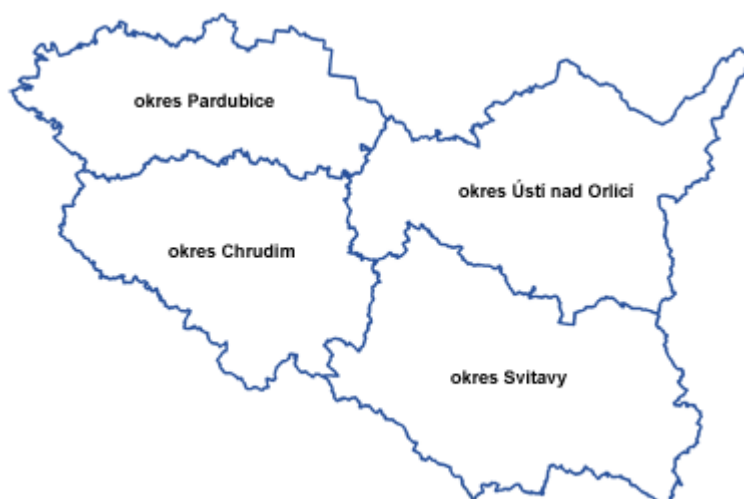 okres Pardubice
okres Ústí nad Orlicí
okres Chrudim
okres Svitavy